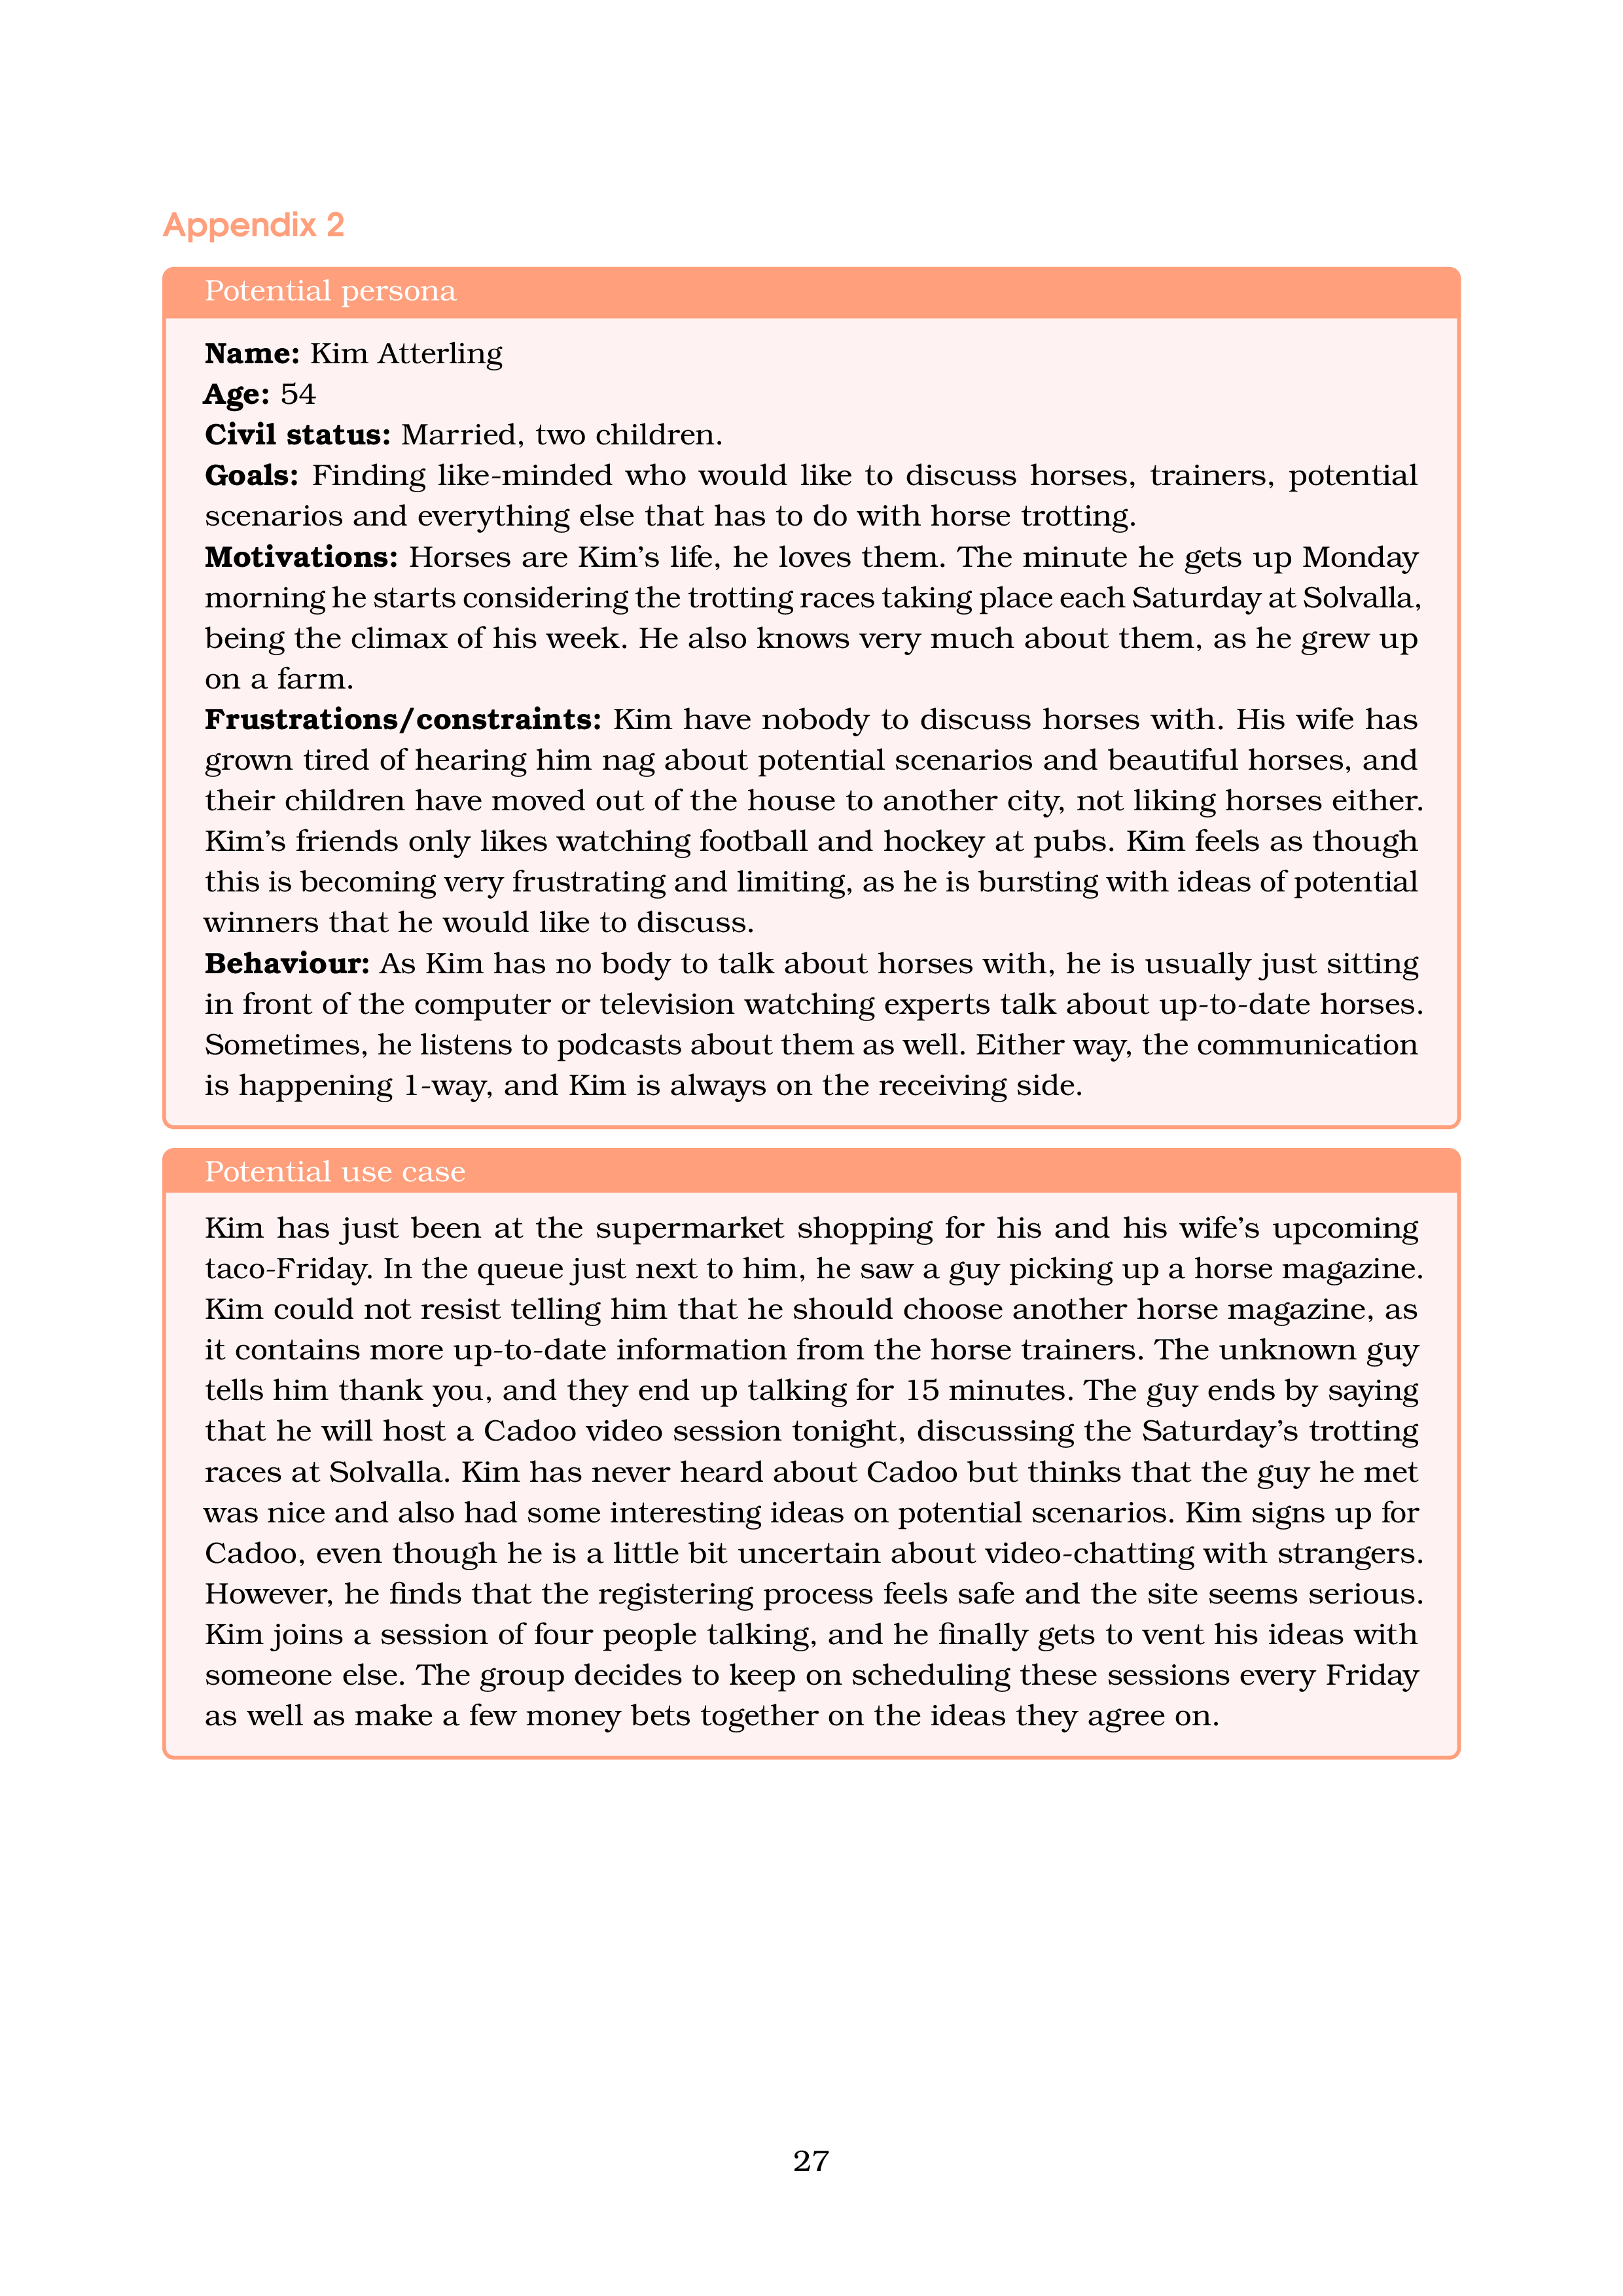 Appendix 2
Potential persona
Name: Kim Atterling
Age: 54
Civil status: Married, two children.
Goals: Finding like-minded who would like to discuss horses, trainers, potential
scenarios and everything else that has to do with horse trotting.
Motivations: Horses are Kim's life, he loves them. The minute he gets up Monday
morning he starts considering the trotting races taking place each Saturday at Solvalla,
being the climax of his week. He also knows very much about them, as he grew up
on a farm.
Frustrations/constraints: Kim have nobody to discuss horses with. His wife has
grown tired of hearing him nag about potential scenarios and beautiful horses, and
their children have moved out of the house to another city, not liking horses either.
Kim's friends only likes watching football and hockey at pubs. Kim feels as though
this is becoming very frustrating and limiting, as he is bursting with ideas of potential
winners that he would like to discuss.
Behaviour: As Kim has no body to talk about horses with, he is usually just sitting
in front of the computer or television watching experts talk about up-to-date horses.
Sometimes, he listens to podcasts about them as well. Either way, the communication
is happening 1-way, and Kim is always on the receiving side.
Potential use case
Kim has just been at the supermarket shopping for his and his wife's upcoming
taco-Friday. In the queue just next to him, he saw a guy picking up a horse magazine.
Kim could not resist telling him that he should choose another horse magazine, as
it contains more up-to-date information from the horse trainers. The unknown guy
tells him thank you, and they end up talking for 15 minutes. The guy ends by saying
that he will host a Cadoo video session tonight, discussing the Saturday's trotting
races at Solvalla. Kim has never heard about Cadoo but thinks that the guy he met
was nice and also had some interesting ideas on potential scenarios. Kim signs up for
Cadoo, even though he is a little bit uncertain about video-chatting with strangers.
However, he finds that the registering process feels safe and the site seems serious.
Kim joins a session of four people talking, and he finally gets to vent his ideas with
someone else. The group decides to keep on scheduling these sessions every Friday
as well as make a few money bets together on the ideas they agree on.
27